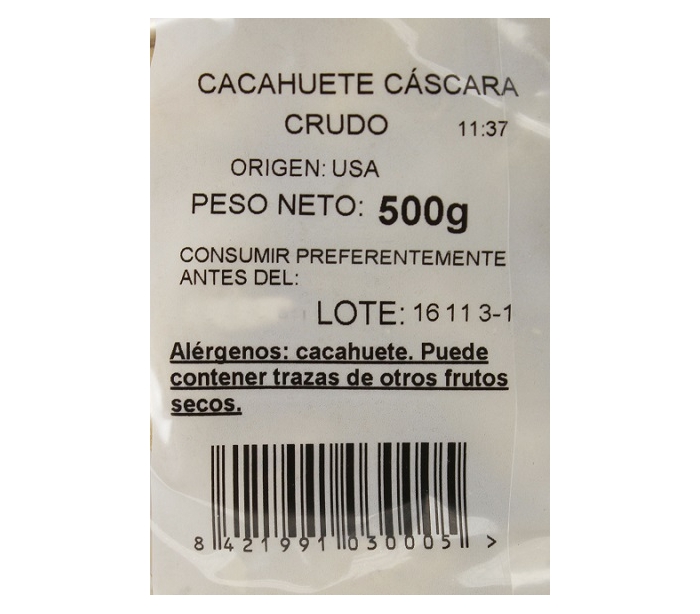 CACAHUETE CÁSCARA
CRUDO 11:37
ORIGEN: USA
PESO NETO: 500g
CONSUMIR PREFERENTEMENTE
ANTES DEL:
LOTE: 16 11 3-1
Alérgenos: cacahuete. Puede
contener trazas de otros frutos
secos.
8 421991 030005 >